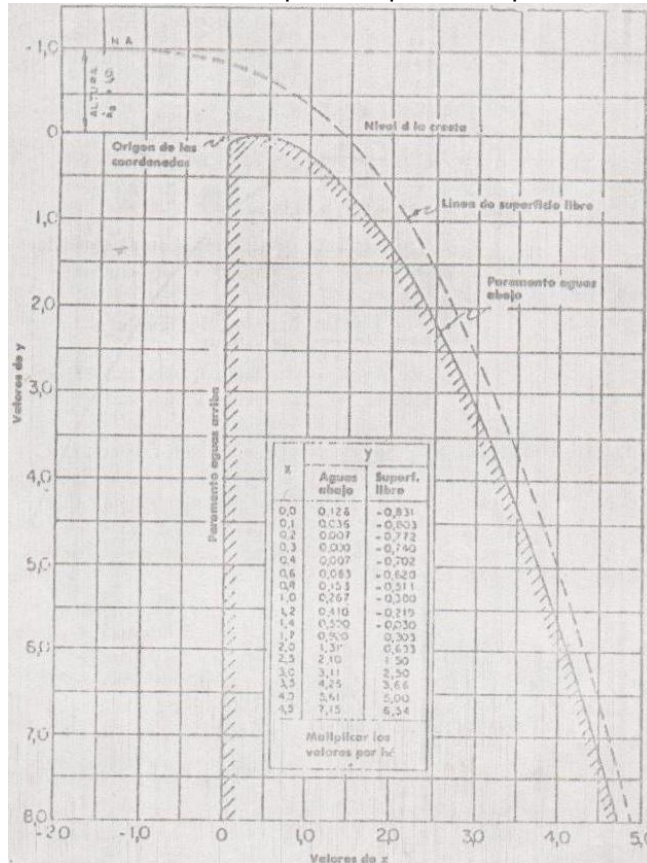 -1,0
N A
ALTURA
0
Nivel d la cresta
Origen de las
coordenadas
1,0
Linea de superficie libre
Paramento aguas
abajo
2,0
3,0
Valores de y
Paramento aguas arriba
y
x
Aguas
abajo
Superf.
libre
0,0 0,126 -0,831
0,1 0,036 -0,803
0,2 0,007 -0,772
0,3 0,000 -0,740
0,4 0,007 -0,702
0,6 0,063 -0,620
0,8 0,153 -0,511
1,0 0,267 -0,380
1,2 0,410 -0,219
1,4 0,590 -0,030
1,7 0,303
2,0 1,31 0,693
2,5 2,10 1 50
3,0 3,11 2,50
3,5 4,26 3,66
4,0 5,61 5,00
4,5 7,15 6,54
Multiplicar los
valores por
4,0
5,0
6,0
7,0
8,0
-2 0 -1,0 0 1,0 2,0 3,0 4,0 5,0
Valores de x